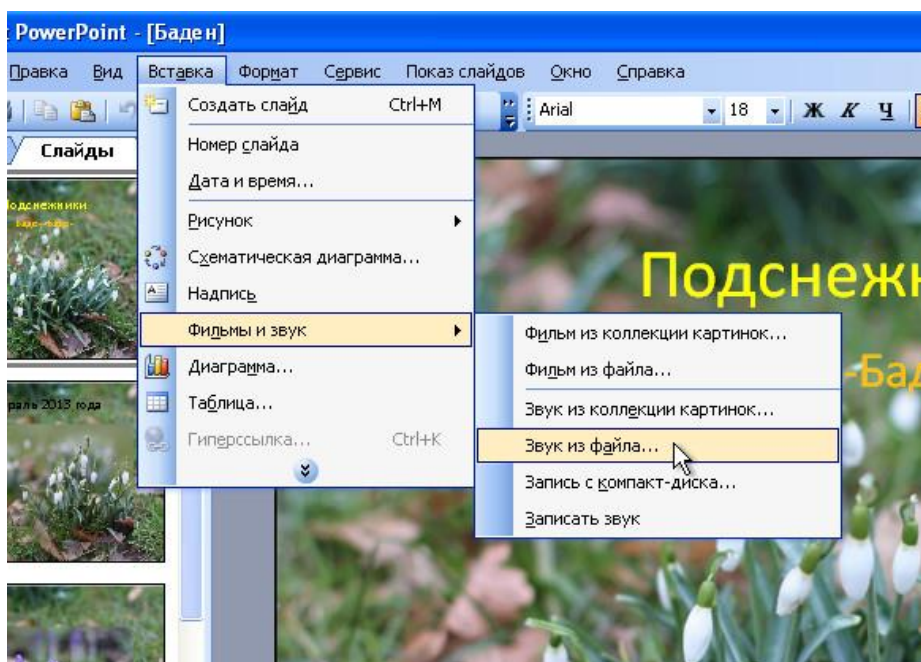 PowerPoint - [Баден]
Правка Вид Вставка Формат Сервис Показ слайдов Окно Справка
Arial 18 Ж К Ч
Слайды
Создать слайд Ctrl+M
Номер слайда
Дата и время...
Рисунок
Схематическая диаграмма...
Надпись
Фильмы и звук
Диаграмма...
Таблица...
Гиперссылка... Ctrl+K
Фильм из коллекции картинок...
Фильм из файла...
Звук из коллекции картинок...
Звук из файла...
Запись с компакт-диска...
Записать звук
Подснежники
2013 года
Подснежн
-Бад